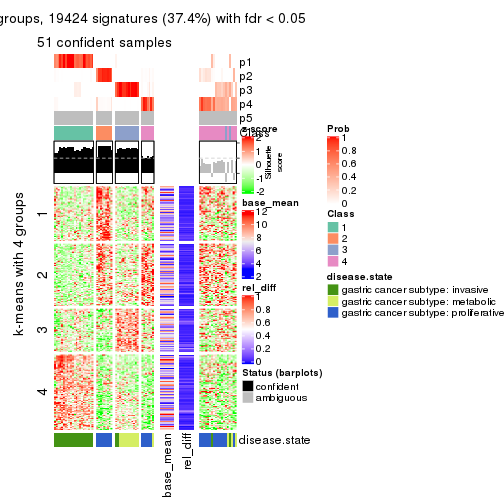 groups, 19424 signatures (37.4%) with fdr < 0.05
51 confident samples
p1
p2
p3
p4
p5
Class
Silhouette
score
z-score
2
1
0
-1
-2
base_mean
12
10
8
6
4
2
rel_diff
1
0.8
0.6
0.4
0.2
0
Status (barplots)
confident
ambiguous
Prob
1
0.8
0.6
0.4
0.2
0
Class
1
2
3
4
disease.state
gastric cancer subtype: invasive
gastric cancer subtype: metabolic
gastric cancer subtype: proliferative
k-means with 4 groups
1
2
3
4
disease.state
base_mean
rel_diff